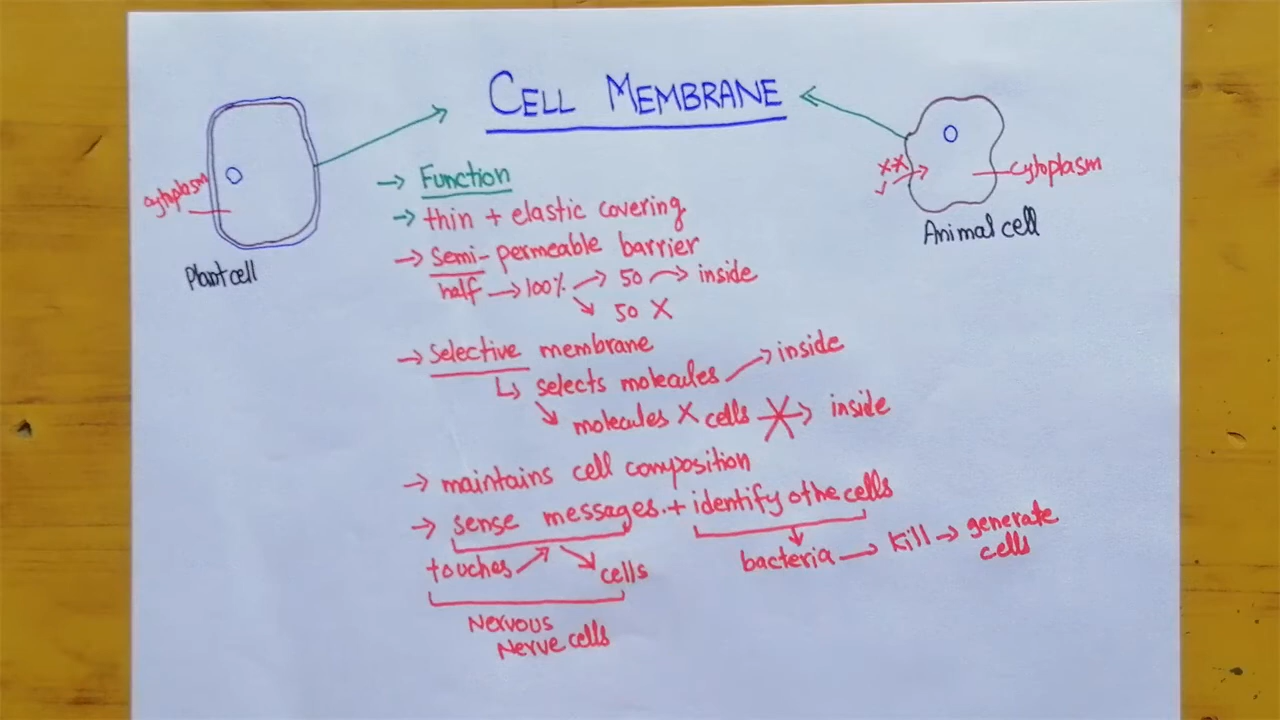 CELL MEMBRANE
cytoplasm
Plant cell
XX
cytoplasm
Animal cell
→ Function
→ thin + elastic covering
→ Semi-permeable barrier
half → 100% → 50 → inside
↘ 50 X
→ Selective membrane
↳ selects molecules → inside
↘ molecules X cells X→ inside
→ maintains cell composition
→ sense messages. + identify othe cells
touches ↗ ↘ cells
bacteria → Kill → generate
cells
Nervous
Nerve cells